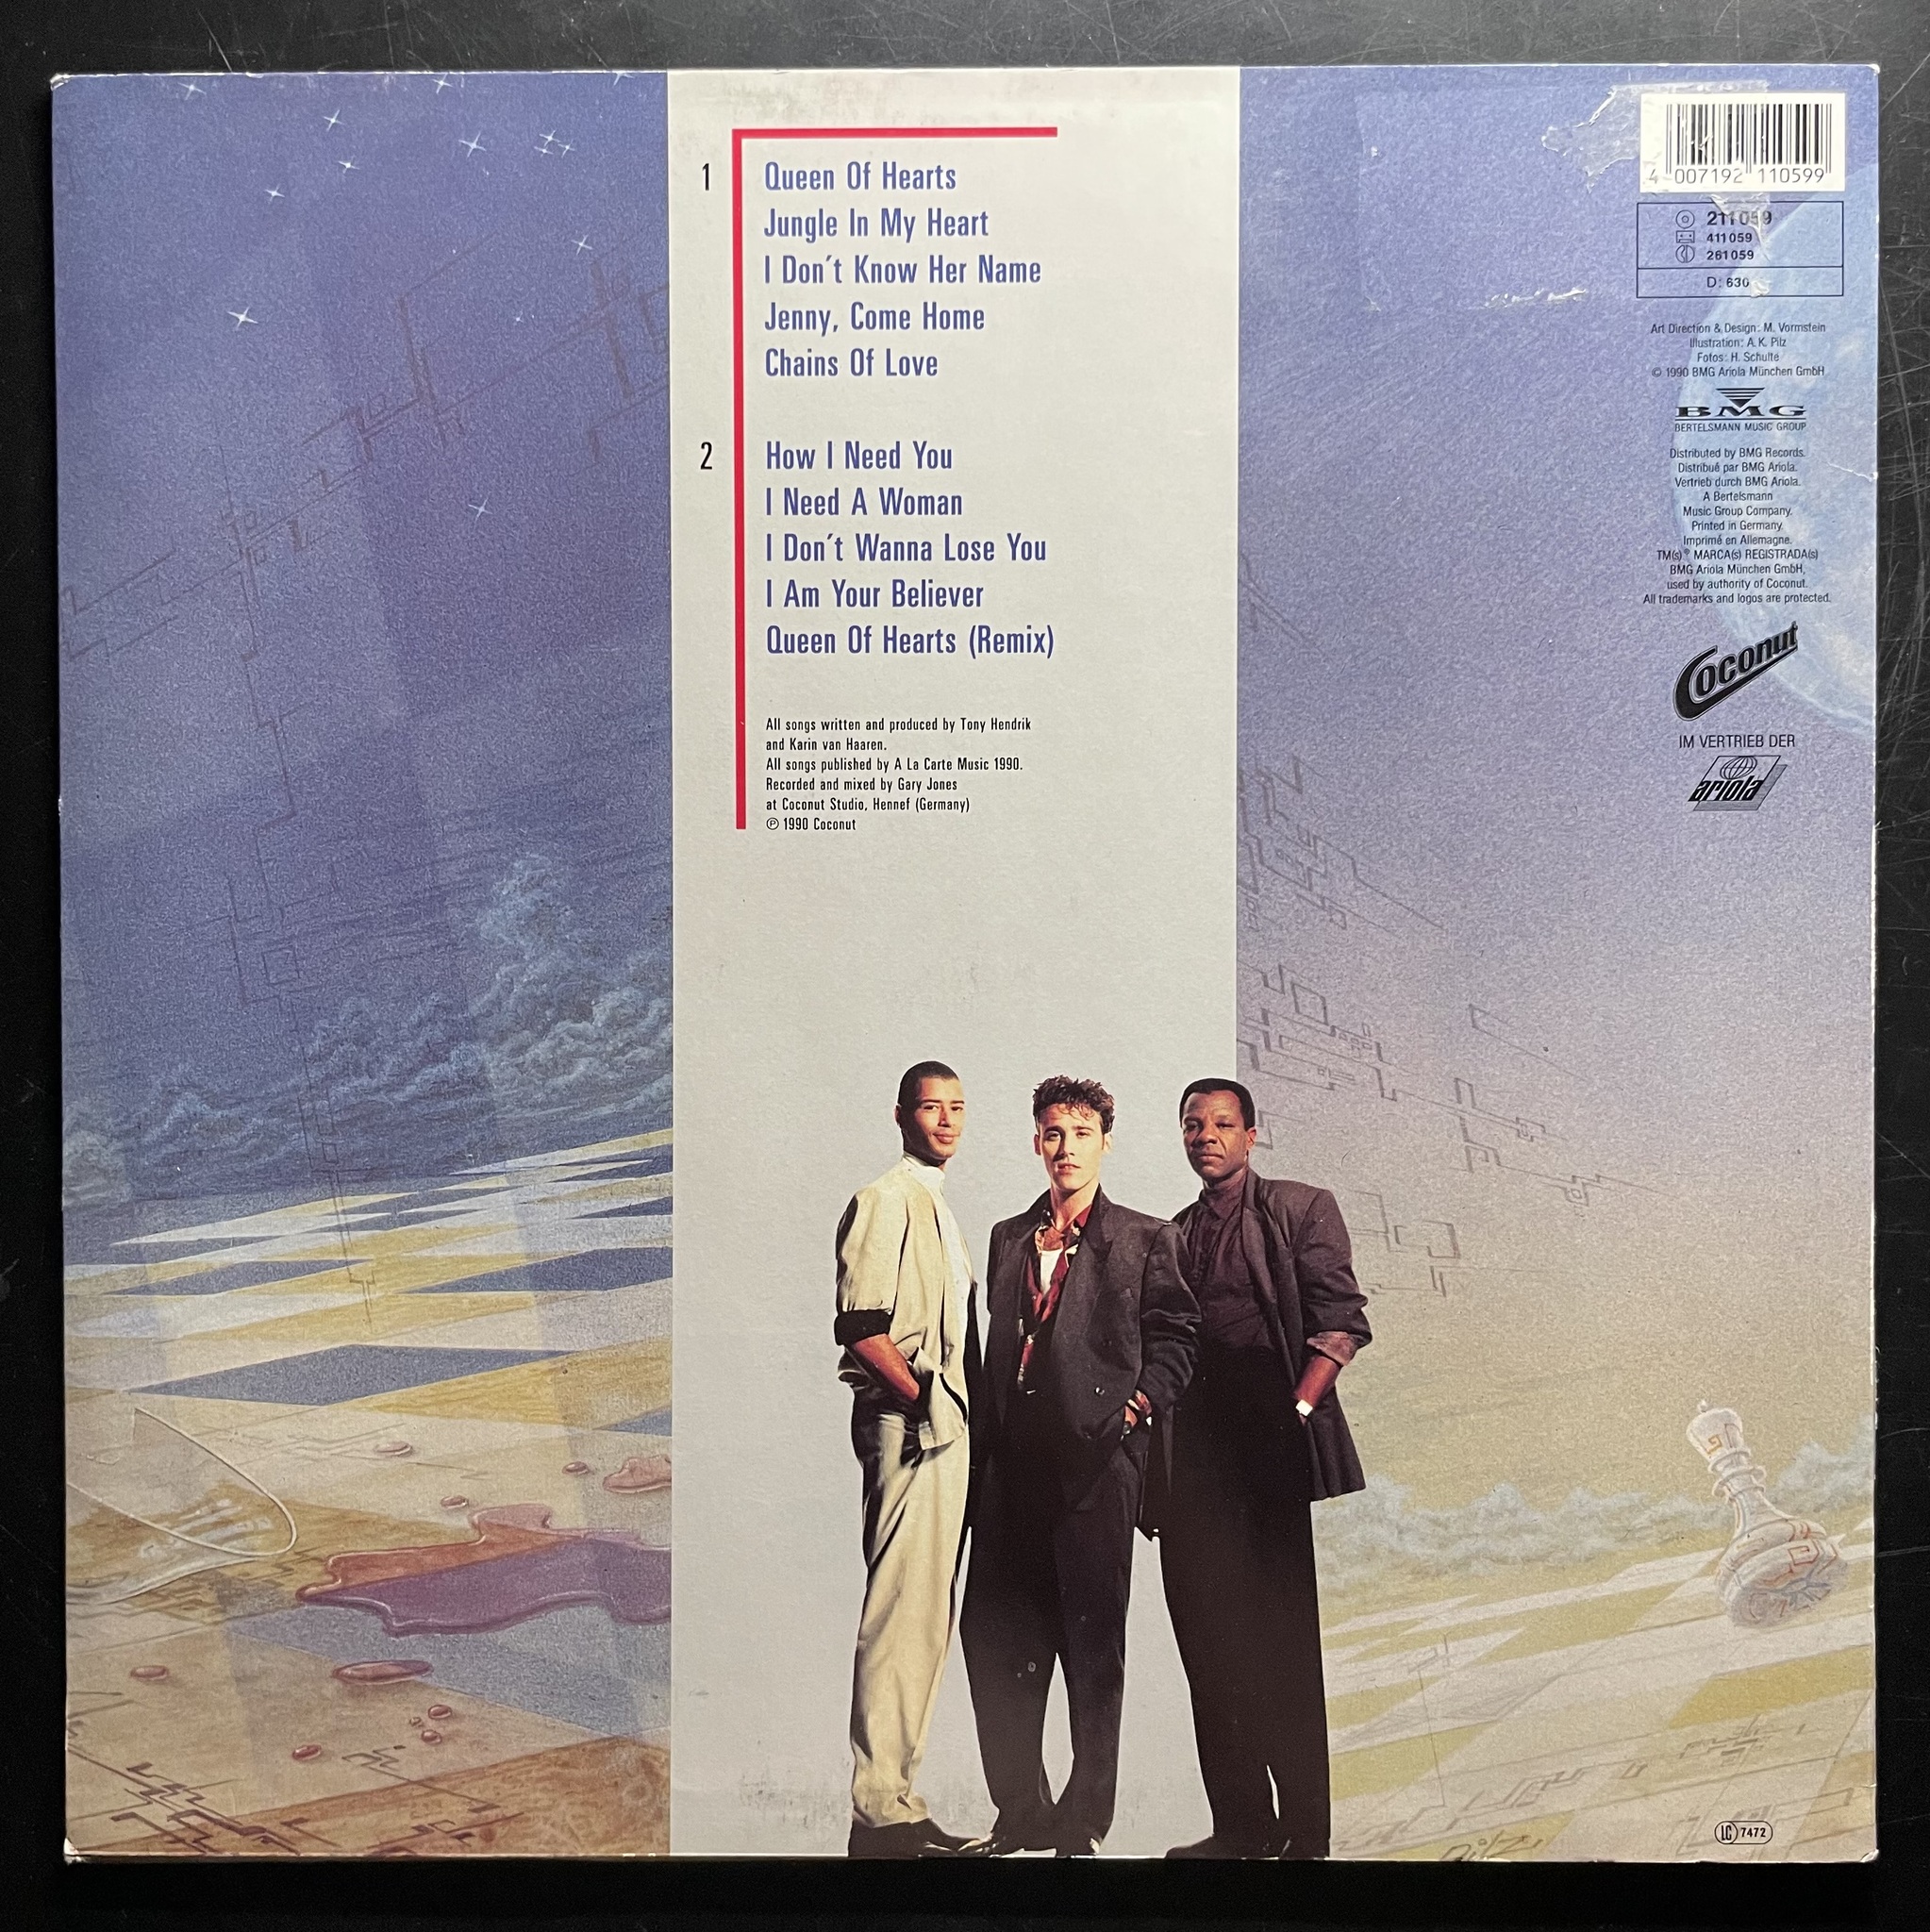 1
Queen Of Hearts
Jungle In My Heart
I Don't Know Her Name
Jenny, Come Home
Chains Of Love
2
How I Need You
I Need A Woman
I Don't Wanna Lose You
I Am Your Believer
Queen Of Hearts (Remix)
All songs written and produced by Tony Hendrik
and Karin van Haaren.
All songs published by A La Carte Music 1990.
Recorded and mixed by Gary Jones
at Coconut Studio, Hennef (Germany)
℗ 1990 Coconut
4 007192 110599
211059
411059
261059
D: 630
Art Direction & Design: M. Vormstein
Illustration: A. K. Pilz
Fotos: H. Schulte
© 1990 BMG Ariola München GmbH
BMG
BERTELSMANN MUSIC GROUP
Distributed by BMG Records.
Distribué par BMG Ariola.
Vertrieb durch BMG Ariola.
A Bertelsmann
Music Group Company.
Printed in Germany.
Imprimé en Allemagne.
TM(s)® MARCA(s) REGISTRADA(s)
BMG Ariola München GmbH,
used by authority of Coconut.
All trademarks and logos are protected.
Coconut
IM VERTRIEB DER
ariola
LC 7472
Pilz